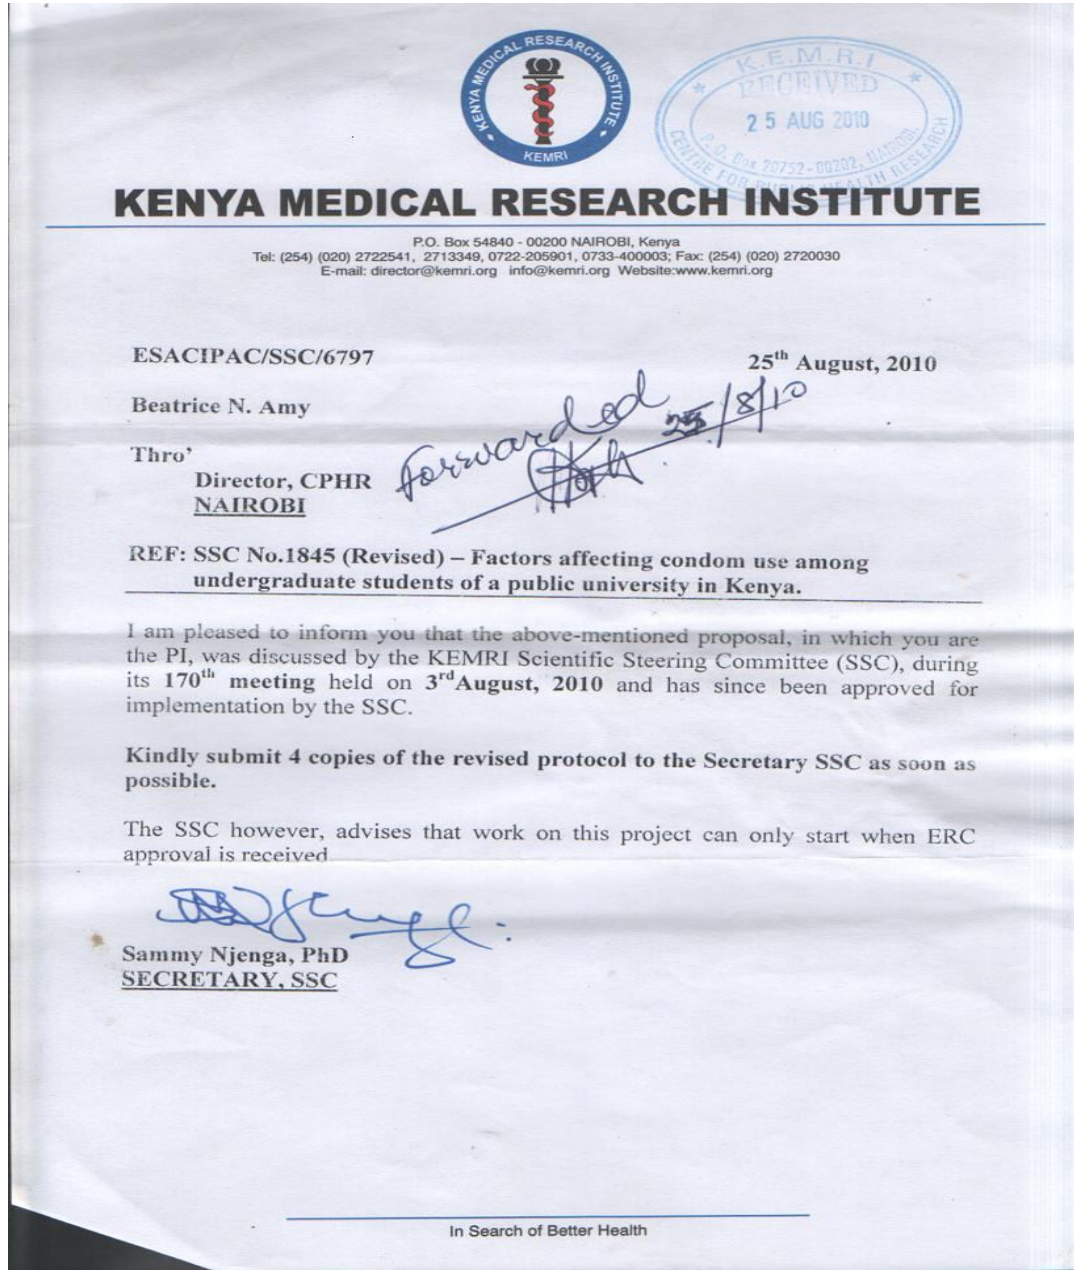 KENYA MEDICAL RESEARCH INSTITUTE
KEMRI
K.E.M.R.I
RECEIVED
25 AUG 2010
P. O. Box 20752-00202, NAIROBI.
CENTRE FOR PUBLIC HEALTH RESEARCH
KENYA MEDICAL RESEARCH INSTITUTE
P.O. Box 54840 - 00200 NAIROBI, Kenya
Tel: (254) (020) 2722541, 2713349, 0722-205901, 0733-400003; Fax: (254) (020) 2720030
E-mail: director@kemri.org info@kemri.org Website:www.kemri.org
ESACIPAC/SSC/6797
25th August, 2010
Beatrice N. Amy
Forwarded
25/8/10
Thro'
Director, CPHR
NAIROBI
REF: SSC No.1845 (Revised) – Factors affecting condom use among
undergraduate students of a public university in Kenya.
I am pleased to inform you that the above-mentioned proposal, in which you are
the PI, was discussed by the KEMRI Scientific Steering Committee (SSC), during
its 170th meeting held on 3rdAugust, 2010 and has since been approved for
implementation by the SSC.
Kindly submit 4 copies of the revised protocol to the Secretary SSC as soon as
possible.
The SSC however, advises that work on this project can only start when ERC
approval is received
Sammy Njenga, PhD
SECRETARY, SSC
In Search of Better Health